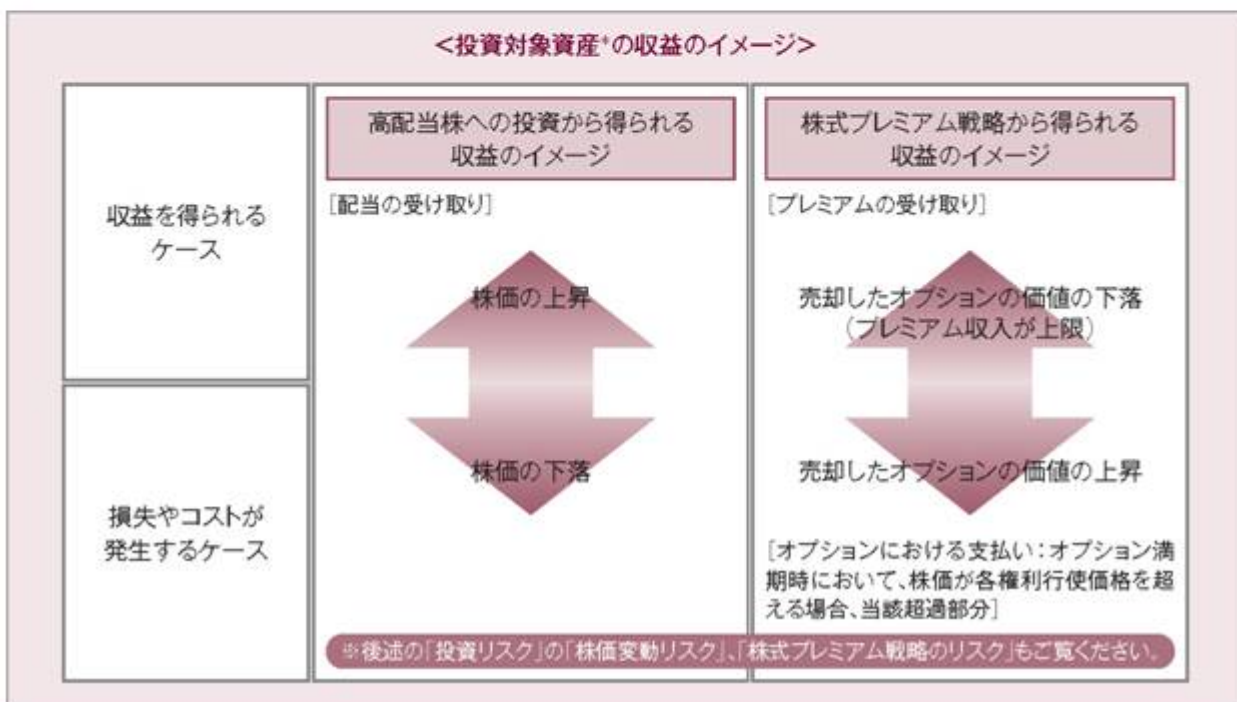 <投資対象資産*の収益のイメージ>
収益を得られる
ケース
高配当株への投資から得られる
収益のイメージ
[配当の受け取り]
株価の上昇
株価の下落
株式プレミアム戦略から得られる
収益のイメージ
[プレミアムの受け取り]
売却したオプションの価値の下落
(プレミアム収入が上限)
売却したオプションの価値の上昇
損失やコストが
発生するケース
[オプションにおける支払い:オプション満
期時において、株価が各権利行使価格を超
える場合、当該超過部分]
※後述の「投資リスク」の「株価変動リスク」、「株式プレミアム戦略のリスク」もご覧ください。